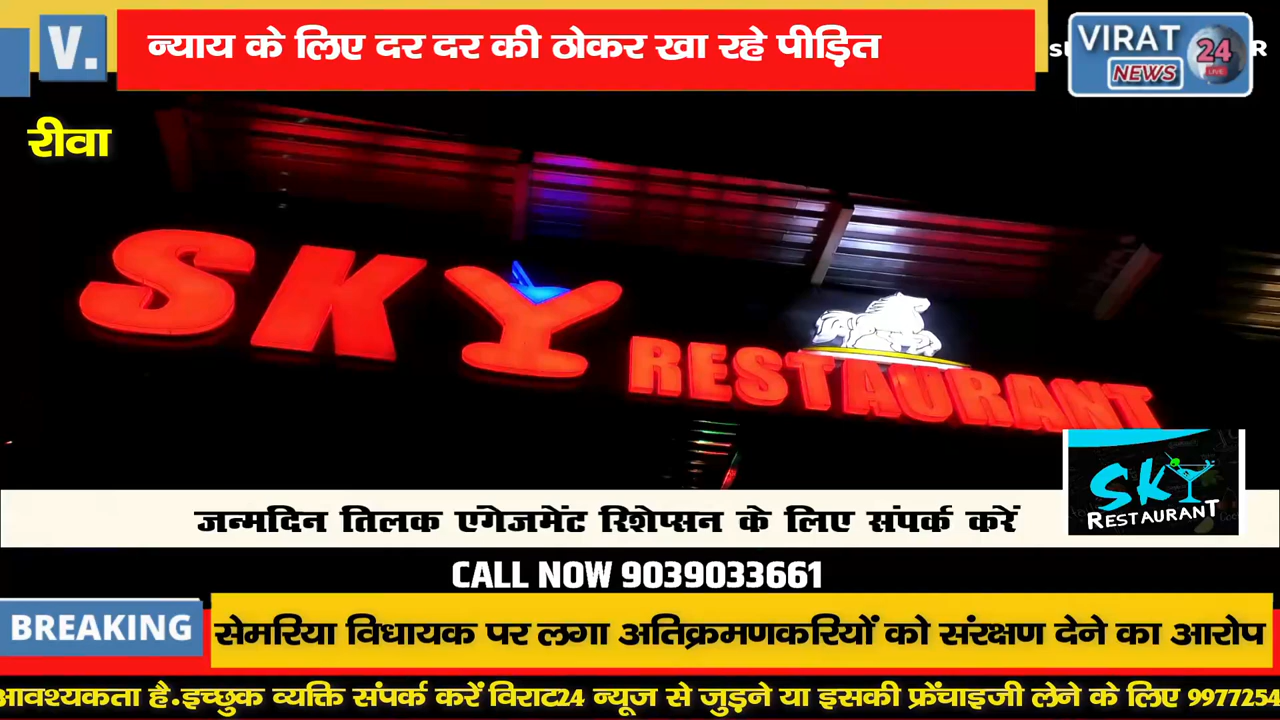 V.
न्याय के लिए दर दर की ठोकर खा रहे पीड़ित
VIRAT
24
LIVE
NEWS
रीवा
SKY
RESTAURANT
SKY
RESTAURANT
जन्मदिन तिलक एंगेजमेंट रिशेप्सन के लिए संपर्क करें
CALL NOW 9039033661
BREAKING
सेमरिया विधायक पर लगा अतिक्रमणकारियों को संरक्षण देने का आरोप
आवश्यकता है.इच्छुक व्यक्ति संपर्क करें विराट24 न्यूज से जुड़ने या इसकी फ्रेंचाइजी लेने के लिए 9977254